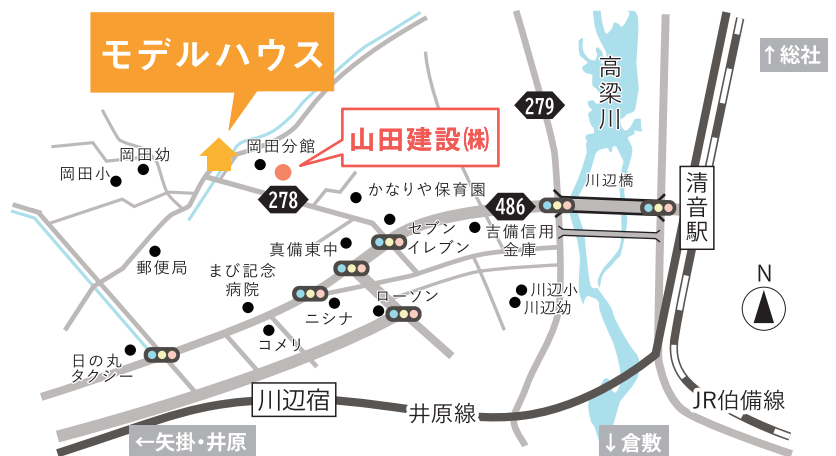 モデルハウス
↑総社
高梁川
279
山田建設㈱
岡田分館
岡田幼
岡田小
278
かなりや保育園
486
川辺橋
清音駅
セブン
イレブン
吉備信用
金庫
真備東中
郵便局
まび記念
病院
N
ローソン
ニシナ
川辺小
川辺幼
コメリ
日の丸
タクシー
川辺宿
井原線
JR伯備線
←矢掛・井原
↓倉敷